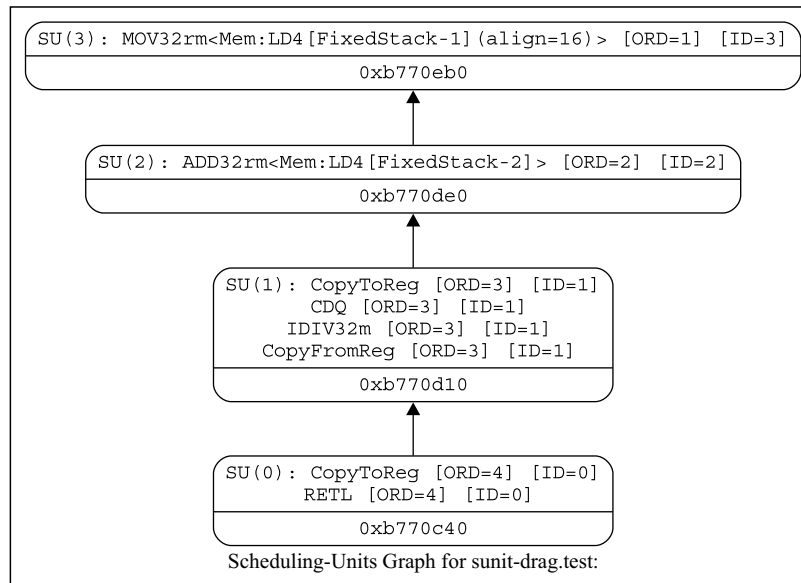 SU(3): MOV32rm<Mem:LD4[FixedStack-1](align=16)> [ORD=1] [ID=3]
0xb770eb0
SU(2): ADD32rm<Mem:LD4[FixedStack-2]> [ORD=2] [ID=2]
0xb770de0
SU(1): CopyToReg [ORD=3] [ID=1]
CDQ [ORD=3] [ID=1]
IDIV32m [ORD=3] [ID=1]
CopyFromReg [ORD=3] [ID=1]
0xb770d10
SU(0): CopyToReg [ORD=4] [ID=0]
RETL [ORD=4] [ID=0]
0xb770c40
Scheduling-Units Graph for sunit-drag.test: